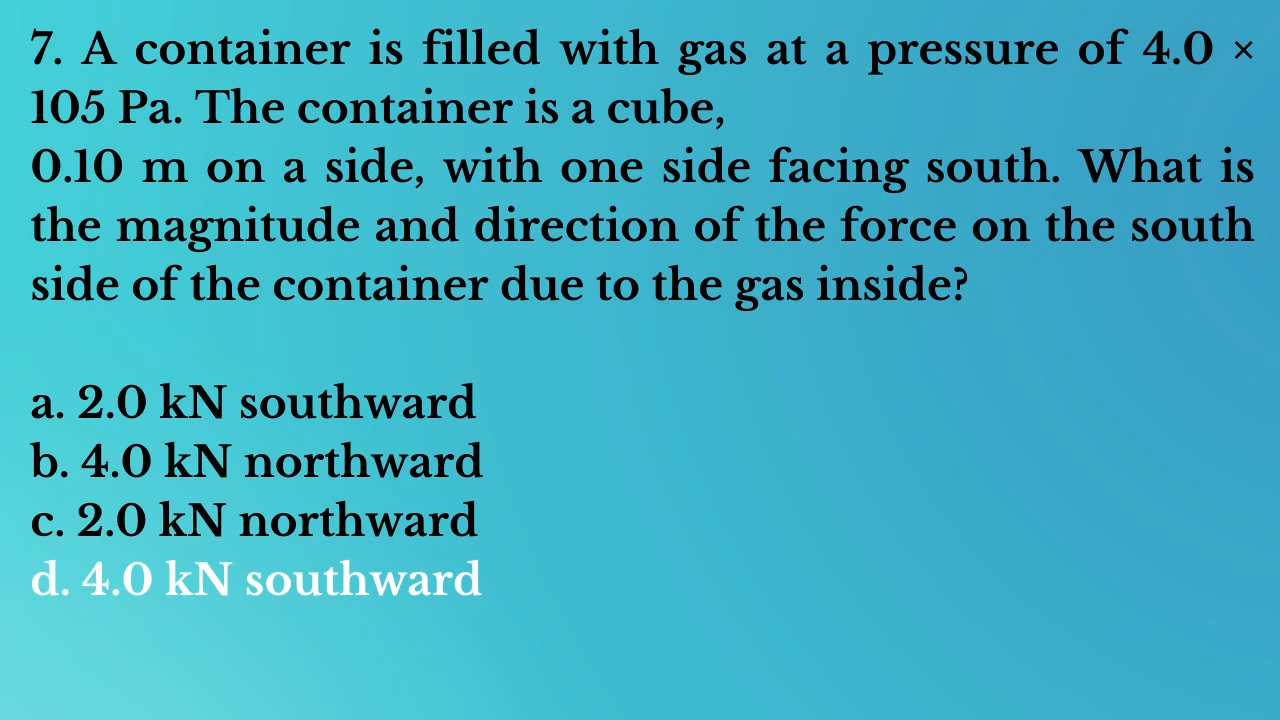 7. A container is filled with gas at a pressure of 4.0 ×
105 Pa. The container is a cube,
0.10 m on a side, with one side facing south. What is
the magnitude and direction of the force on the south
side of the container due to the gas inside?
a. 2.0 kN southward
b. 4.0 kN northward
c. 2.0 kN northward
d. 4.0 kN southward